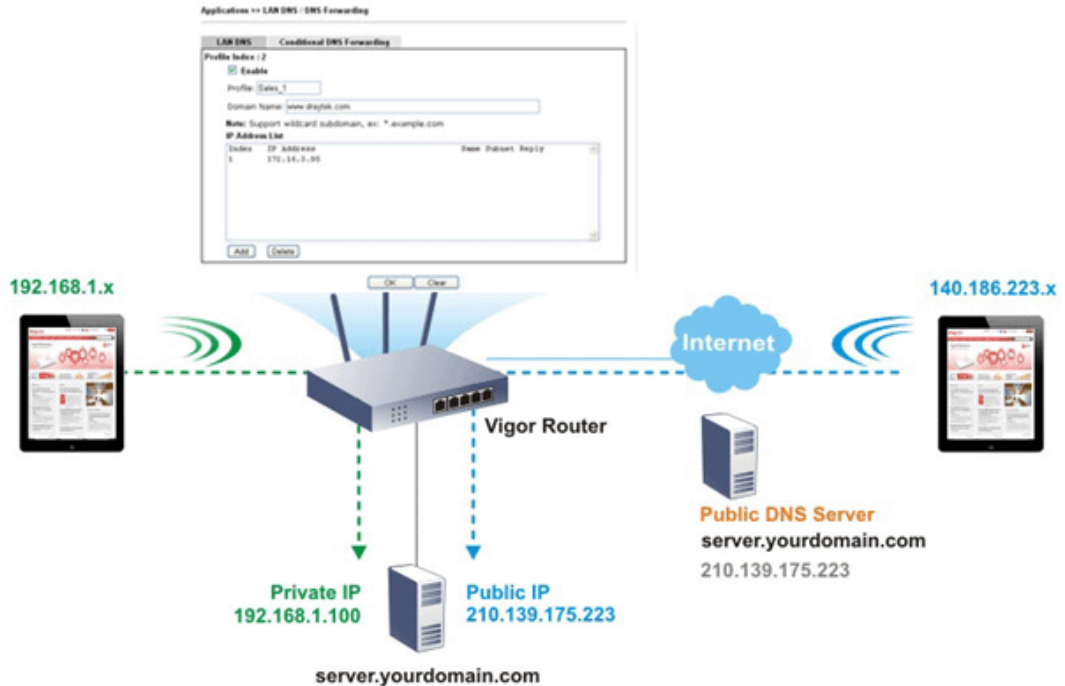 Applications >> LAN DNS / DNS Forwarding
LAN DNS Conditional DNS Forwarding
Profile Index : 2
Enable
Profile: Sales_1
Domain Name: www.draytek.com
Note: Support wildcard subdomain, ex: *.example.com
IP Address List
Index IP Address Same Subnet Reply
1 172.16.3.95
Add Delete
OK Clear
192.168.1.x
140.186.223.x
Internet
Vigor Router
Public DNS Server
server.yourdomain.com
210.139.175.223
Private IP
192.168.1.100
Public IP
210.139.175.223
server.yourdomain.com